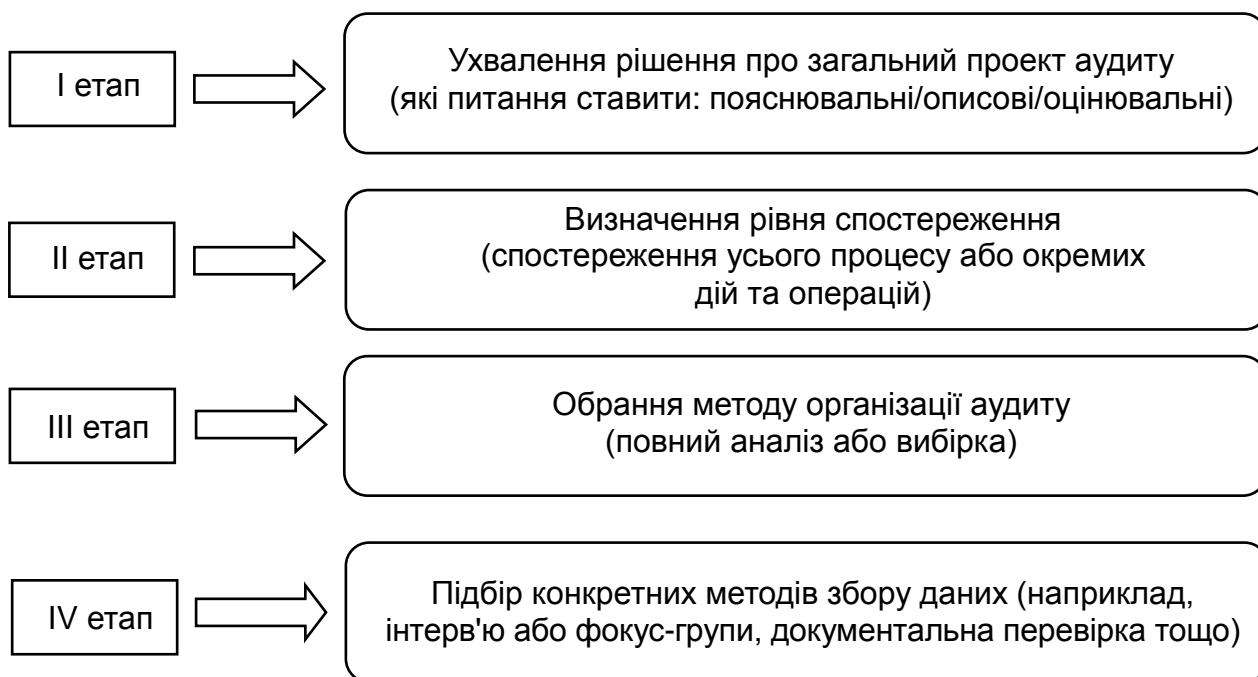 I етап
Ухвалення рішення про загальний проект аудиту
(які питання ставити: пояснювальні/описові/оцінювальні)
II етап
Визначення рівня спостереження
(спостереження усього процесу або окремих
дій та операцій)
III етап
Обрання методу організації аудиту
(повний аналіз або вибірка)
IV етап
Підбір конкретних методів збору даних (наприклад,
інтерв'ю або фокус-групи, документальна перевірка тощо)